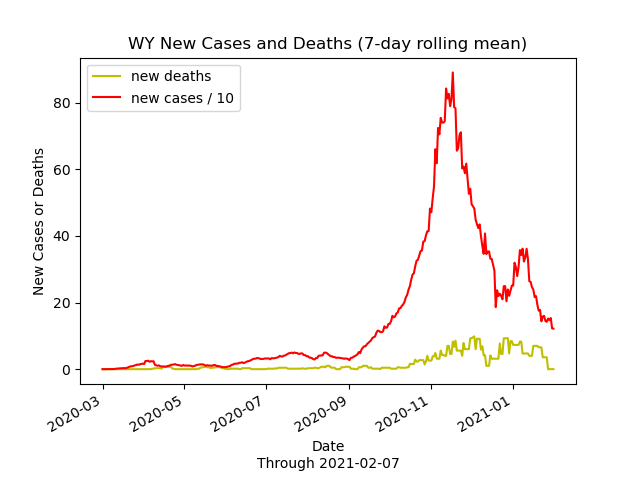 WY New Cases and Deaths (7-day rolling mean)
new deaths
new cases / 10
New Cases or Deaths
80
60
40
20
0
2020-03
2020-05
2020-07
2020-09
2020-11
2021-01
Date
Through 2021-02-07